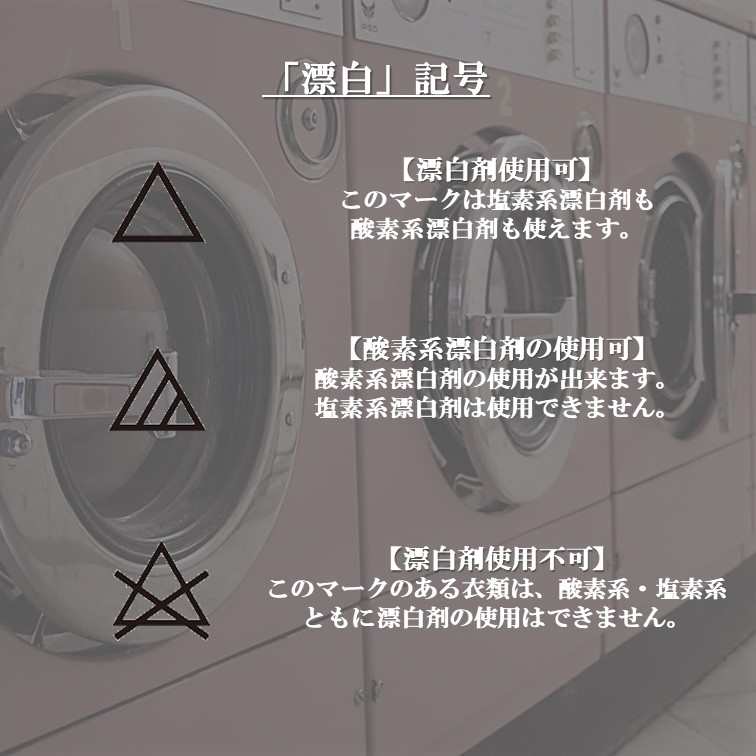 「漂白」記号
【漂白剤使用可】
このマークは塩素系漂白剤も
酸素系漂白剤も使えます。
【酸素系漂白剤の使用可】
酸素系漂白剤の使用が出来ます。
塩素系漂白剤は使用できません。
【漂白剤使用不可】
このマークのある衣類は、酸素系・塩素系
ともに漂白剤の使用はできません。
1
2
IPSO